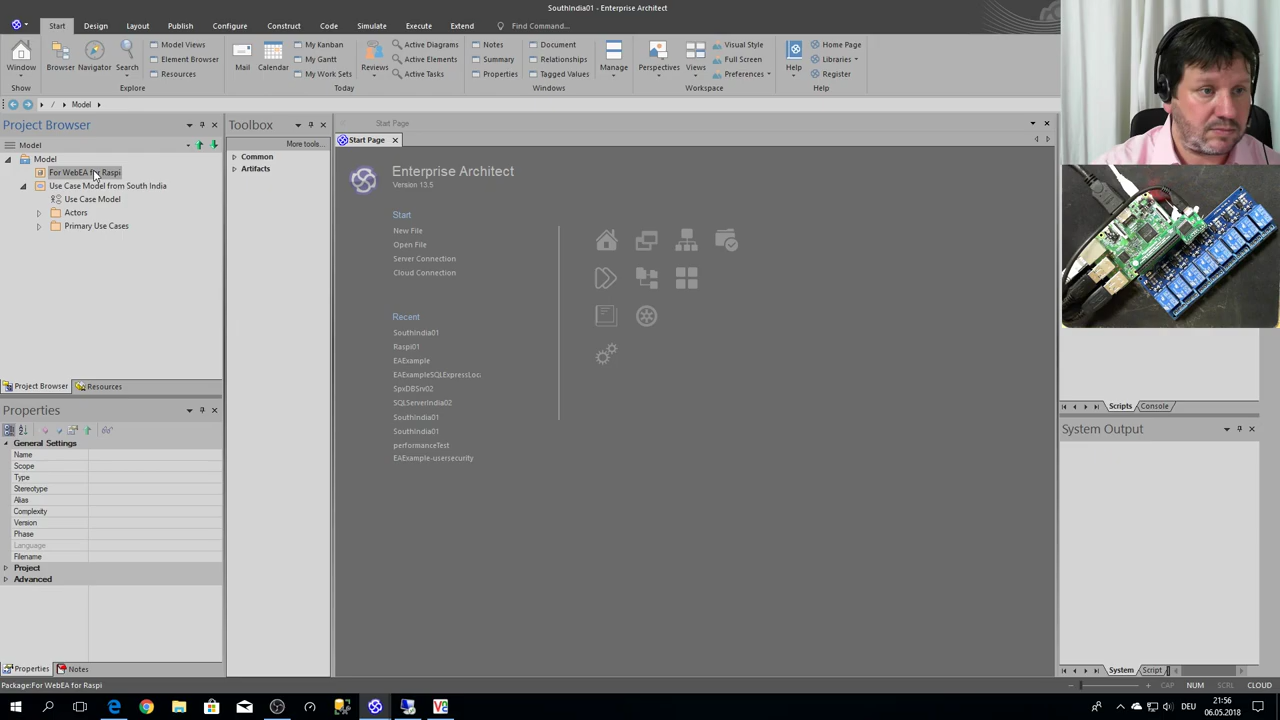 SouthIndia01 - Enterprise Architect
Start Design Layout Publish Configure Construct Code Simulate Execute Extend Find Command...
Window Browser Navigator Search
Model Views
Element Browser
Resources
Show
Explore
Mail Calendar
My Kanban
My Gantt
My Work Sets
Reviews
Active Diagrams
Active Elements
Active Tasks
Today
Notes
Summary
Properties
Document
Relationships
Tagged Values
Manage
Windows
Perspectives Views
Visual Style
Full Screen
Preferences
Workspace
Help
Home Page
Libraries
Register
Help
/ Model
Project Browser
Model
Model
For WebEA for Raspi
Use Case Model from South India
Use Case Model
Actors
Primary Use Cases
Project Browser Resources
Properties
General Settings
Name
Scope
Type
Stereotype
Alias
Complexity
Version
Phase
Language
Filename
Project
Advanced
Properties Notes
Package:For WebEA for Raspi
Toolbox
More tools...
Common
Artifacts
Start Page
Start Page
Enterprise Architect
Version 13.5
Start
New File
Open File
Server Connection
Cloud Connection
Recent
SouthIndia01
Raspi01
EAExample
EAExampleSQLExpressLoc
SpxDBSrv02
SQLServerIndia02
SouthIndia01
SouthIndia01
performanceTest
EAExample-usersecurity
Scripts Console
System Output
System Script
CAP NUM SCRL CLOUD
DEU
21:56
06.05.2018